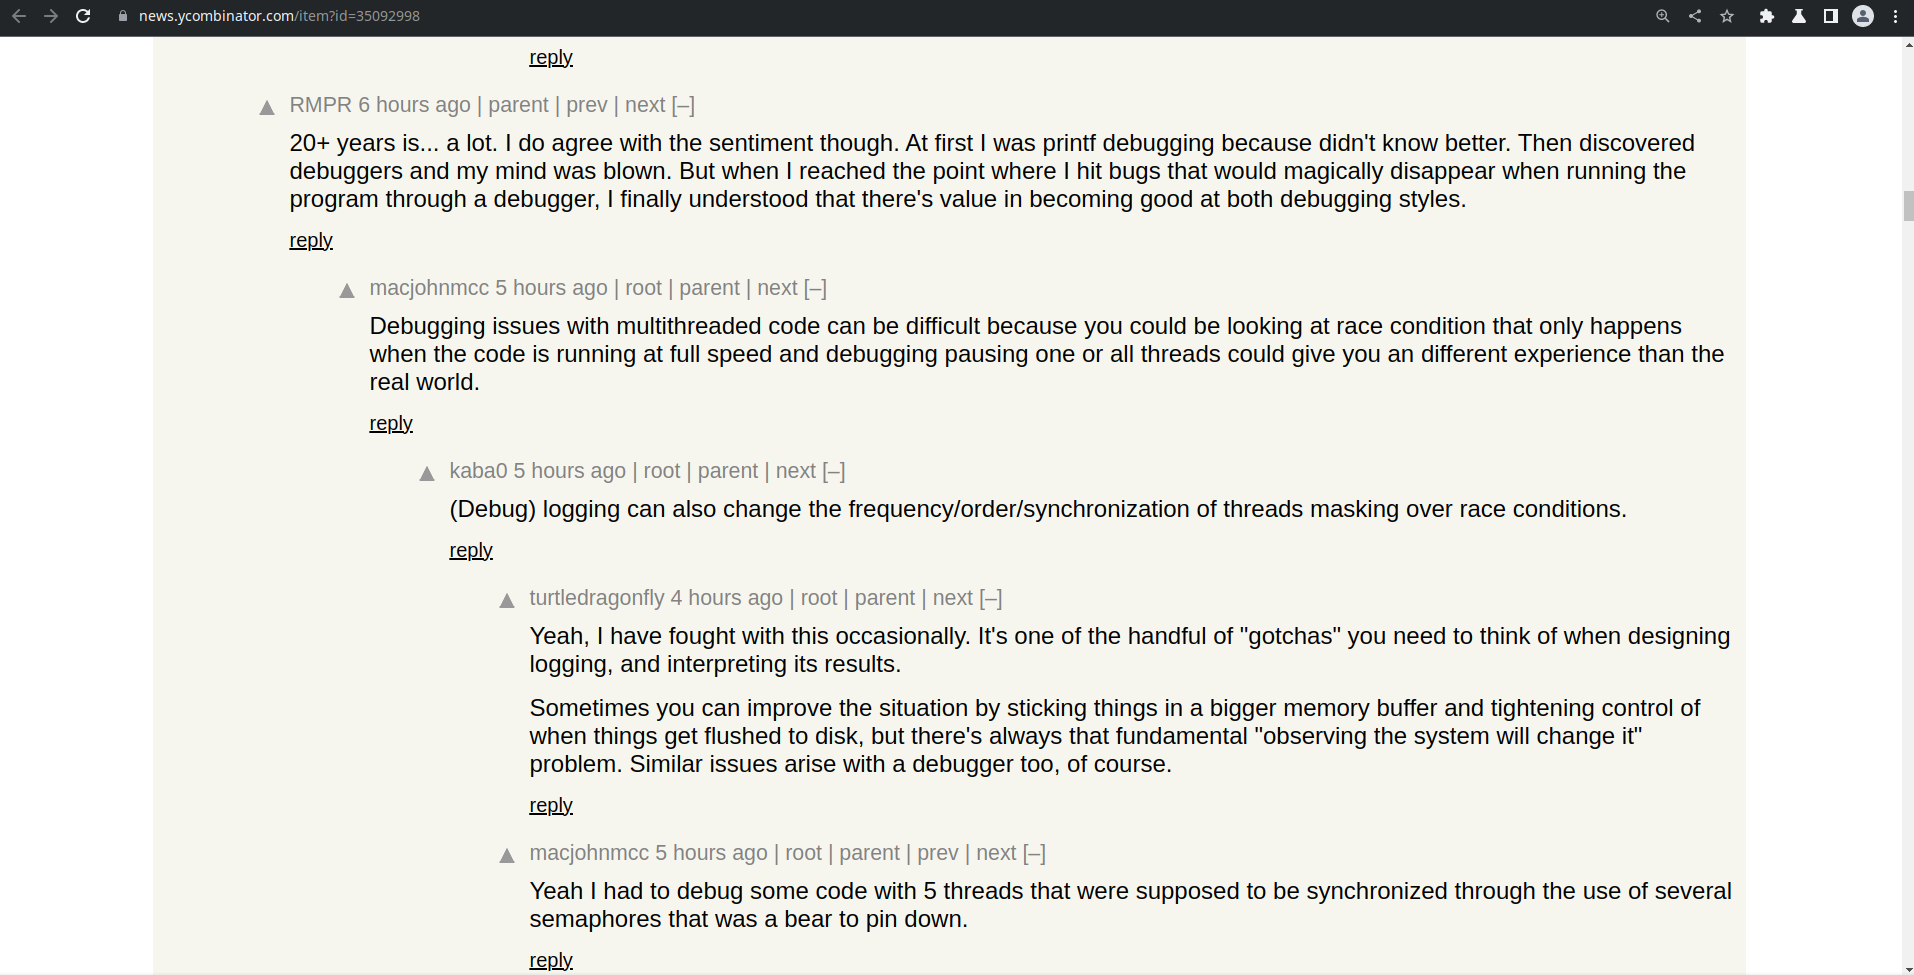 news.ycombinator.com/item?id=35092998
reply
RMPR 6 hours ago | parent | prev | next [–]
20+ years is... a lot. I do agree with the sentiment though. At first I was printf debugging because didn't know better. Then discovered
debuggers and my mind was blown. But when I reached the point where I hit bugs that would magically disappear when running the
program through a debugger, I finally understood that there's value in becoming good at both debugging styles.
reply
macjohnmcc 5 hours ago | root | parent | next [–]
Debugging issues with multithreaded code can be difficult because you could be looking at race condition that only happens
when the code is running at full speed and debugging pausing one or all threads could give you an different experience than the
real world.
reply
kaba0 5 hours ago | root | parent | next [–]
(Debug) logging can also change the frequency/order/synchronization of threads masking over race conditions.
reply
turtledragonfly 4 hours ago | root | parent | next [–]
Yeah, I have fought with this occasionally. It's one of the handful of "gotchas" you need to think of when designing
logging, and interpreting its results.
Sometimes you can improve the situation by sticking things in a bigger memory buffer and tightening control of
when things get flushed to disk, but there's always that fundamental "observing the system will change it"
problem. Similar issues arise with a debugger too, of course.
reply
macjohnmcc 5 hours ago | root | parent | prev | next [–]
Yeah I had to debug some code with 5 threads that were supposed to be synchronized through the use of several
semaphores that was a bear to pin down.
reply